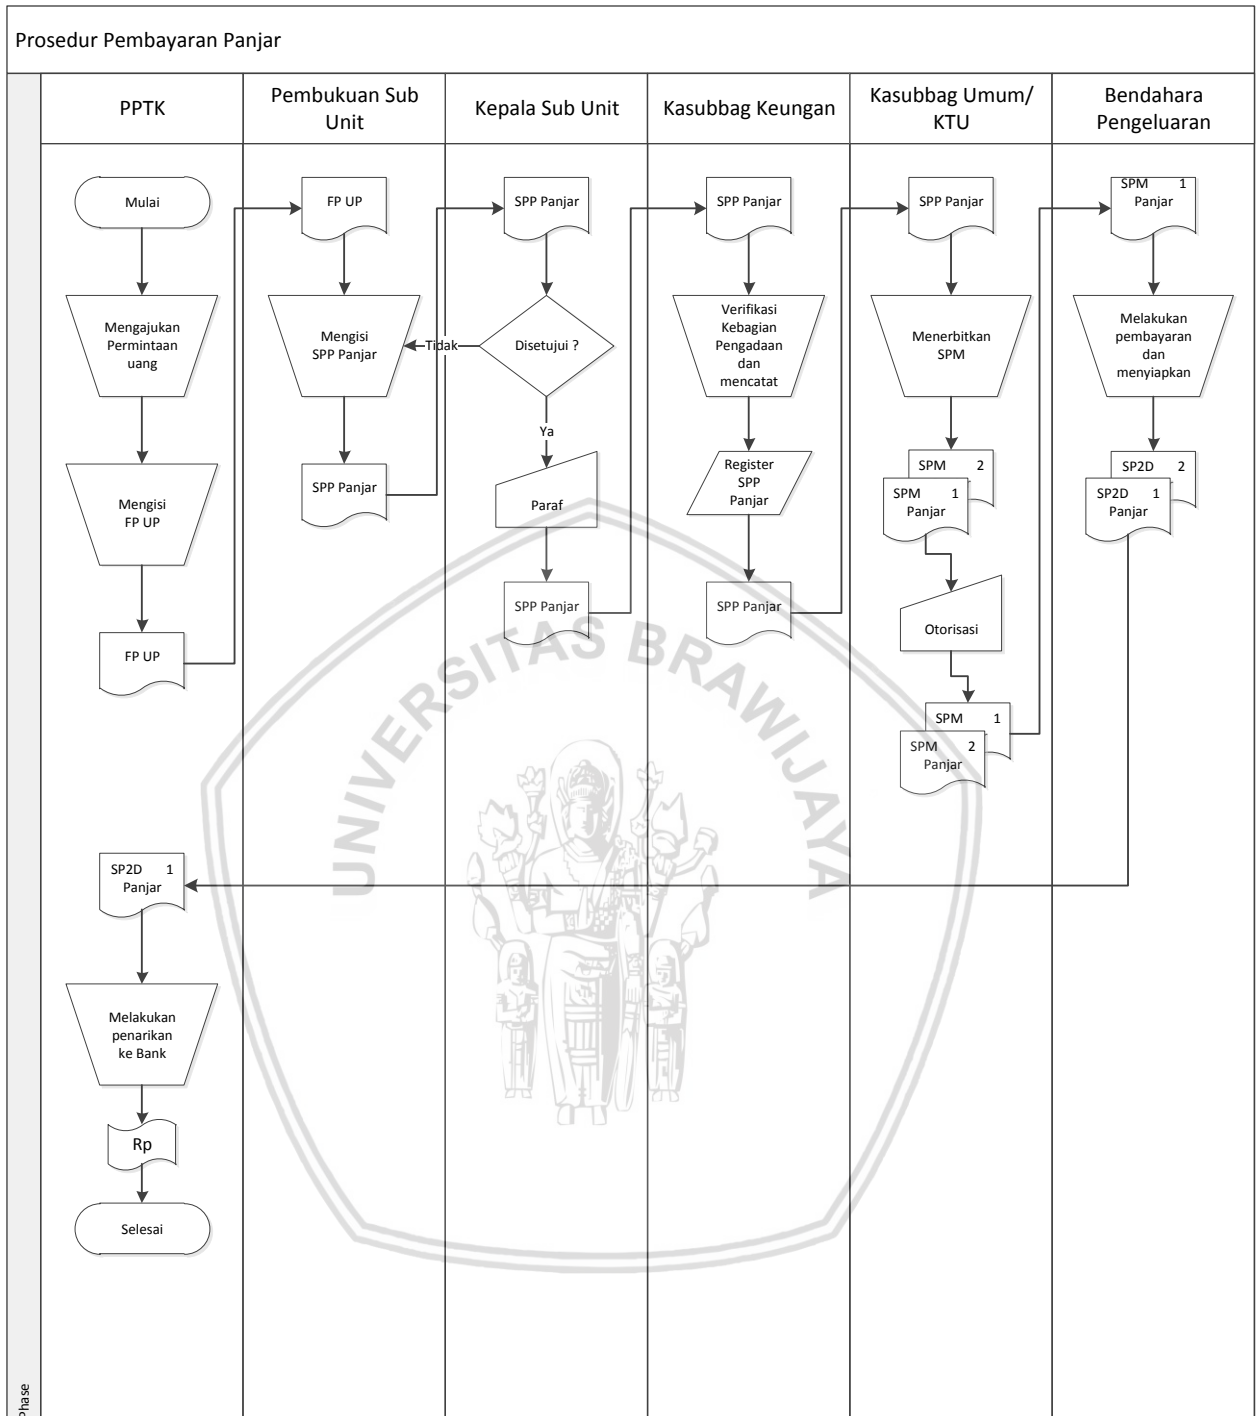 Prosedur Pembayaran Panjar
PPTK
Pembukuan Sub
Unit
Kepala Sub Unit
Kasubbag Keungan
Kasubbag Umum/
KTU
Bendahara
Pengeluaran
Mulai
Mengajukan
Permintaan
uang
Mengisi
FP UP
FP UP
FP UP
Mengisi
SPP Panjar
SPP Panjar
SPP Panjar
Disetujui ?
Tidak
Ya
Paraf
SPP Panjar
SPP Panjar
Verifikasi
Kebagian
Pengadaan
dan
mencatat
Register
SPP
Panjar
SPP Panjar
SPP Panjar
Menerbitkan
SPM
SPM 2
SPM 1
Panjar
Otorisasi
SPM 1
SPM 2
Panjar
SPM 1
Panjar
Melakukan
pembayaran
dan
menyiapkan
SP2D 2
SP2D 1
Panjar
SP2D 1
Panjar
Melakukan
penarikan
ke Bank
Rp
Selesai
UNIVERSITAS BRAWIJAYA
Phase